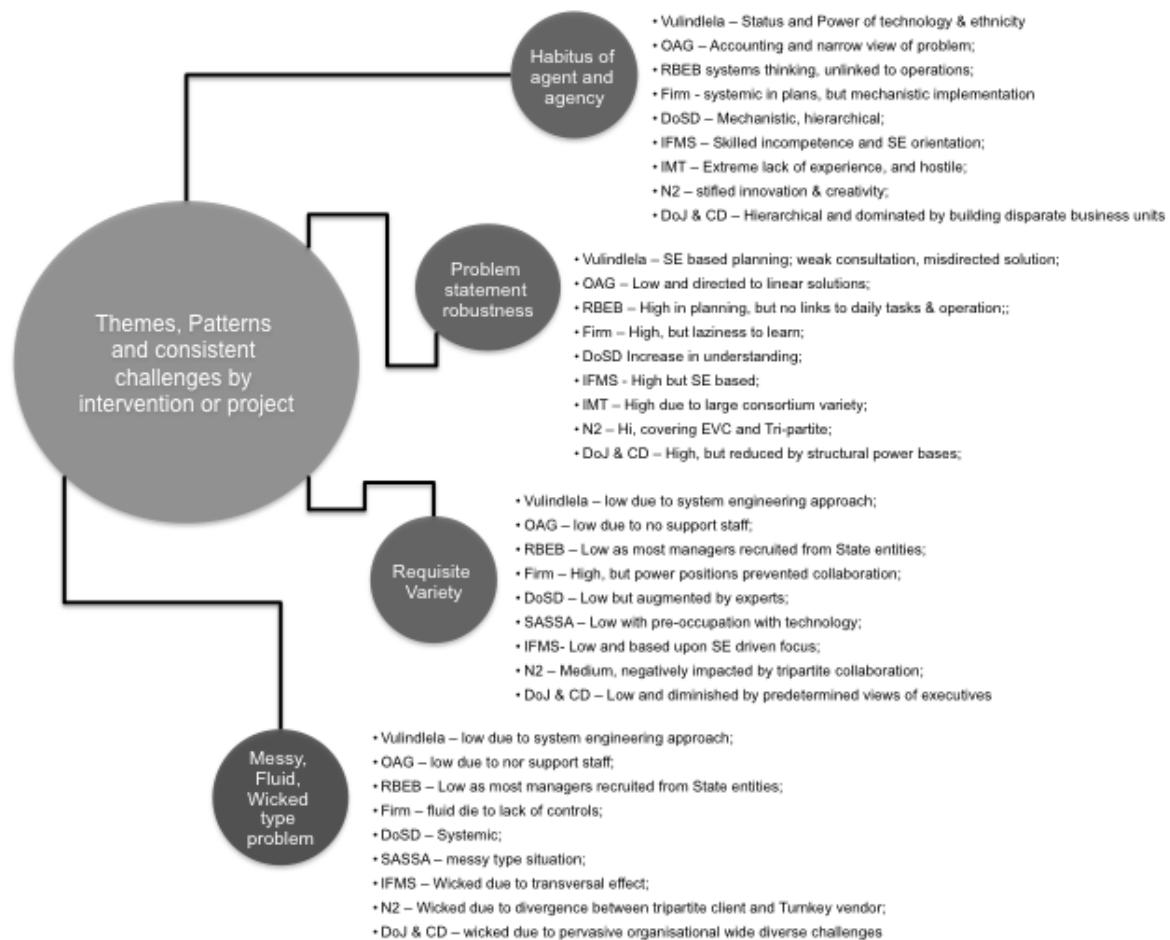 Themes, Patterns
and consistent
challenges by
intervention or project
Habitus of
agent and
agency
• Vulindlela – Status and Power of technology & ethnicity
• OAG – Accounting and narrow view of problem;
• RBEB systems thinking, unlinked to operations;
• Firm - systemic in plans, but mechanistic implementation
• DoSD – Mechanistic, hierarchical;
• IFMS – Skilled incompetence and SE orientation;
• IMT – Extreme lack of experience, and hostile;
• N2 – stifled innovation & creativity;
• DoJ & CD – Hierarchical and dominated by building disparate business units
Problem
statement
robustness
• Vulindlela – SE based planning; weak consultation, misdirected solution;
• OAG – Low and directed to linear solutions;
• RBEB – High in planning, but no links to daily tasks & operation;;
• Firm – High, but laziness to learn;
• DoSD Increase in understanding;
• IFMS - High but SE based;
• IMT – High due to large consortium variety;
• N2 – Hi, covering EVC and Tri-partite;
• DoJ & CD – High, but reduced by structural power bases;
Requisite
Variety
• Vulindlela – low due to system engineering approach;
• OAG – low due to no support staff;
• RBEB – Low as most managers recruited from State entities;
• Firm – High, but power positions prevented collaboration;
• DoSD – Low but augmented by experts;
• SASSA – Low with pre-occupation with technology;
• IFMS- Low and based upon SE driven focus;
• N2 – Medium, negatively impacted by tripartite collaboration;
• DoJ & CD – Low and diminished by predetermined views of executives
Messy,
Fluid,
Wicked
type
problem
• Vulindlela – low due to system engineering approach;
• OAG – low due to nor support staff;
• RBEB – Low as most managers recruited from State entities;
• Firm – fluid die to lack of controls;
• DoSD – Systemic;
• SASSA – messy type situation;
• IFMS – Wicked due to transversal effect;
• N2 – Wicked due to divergence between tripartite client and Turnkey vendor;
• DoJ & CD – wicked due to pervasive organisational wide diverse challenges